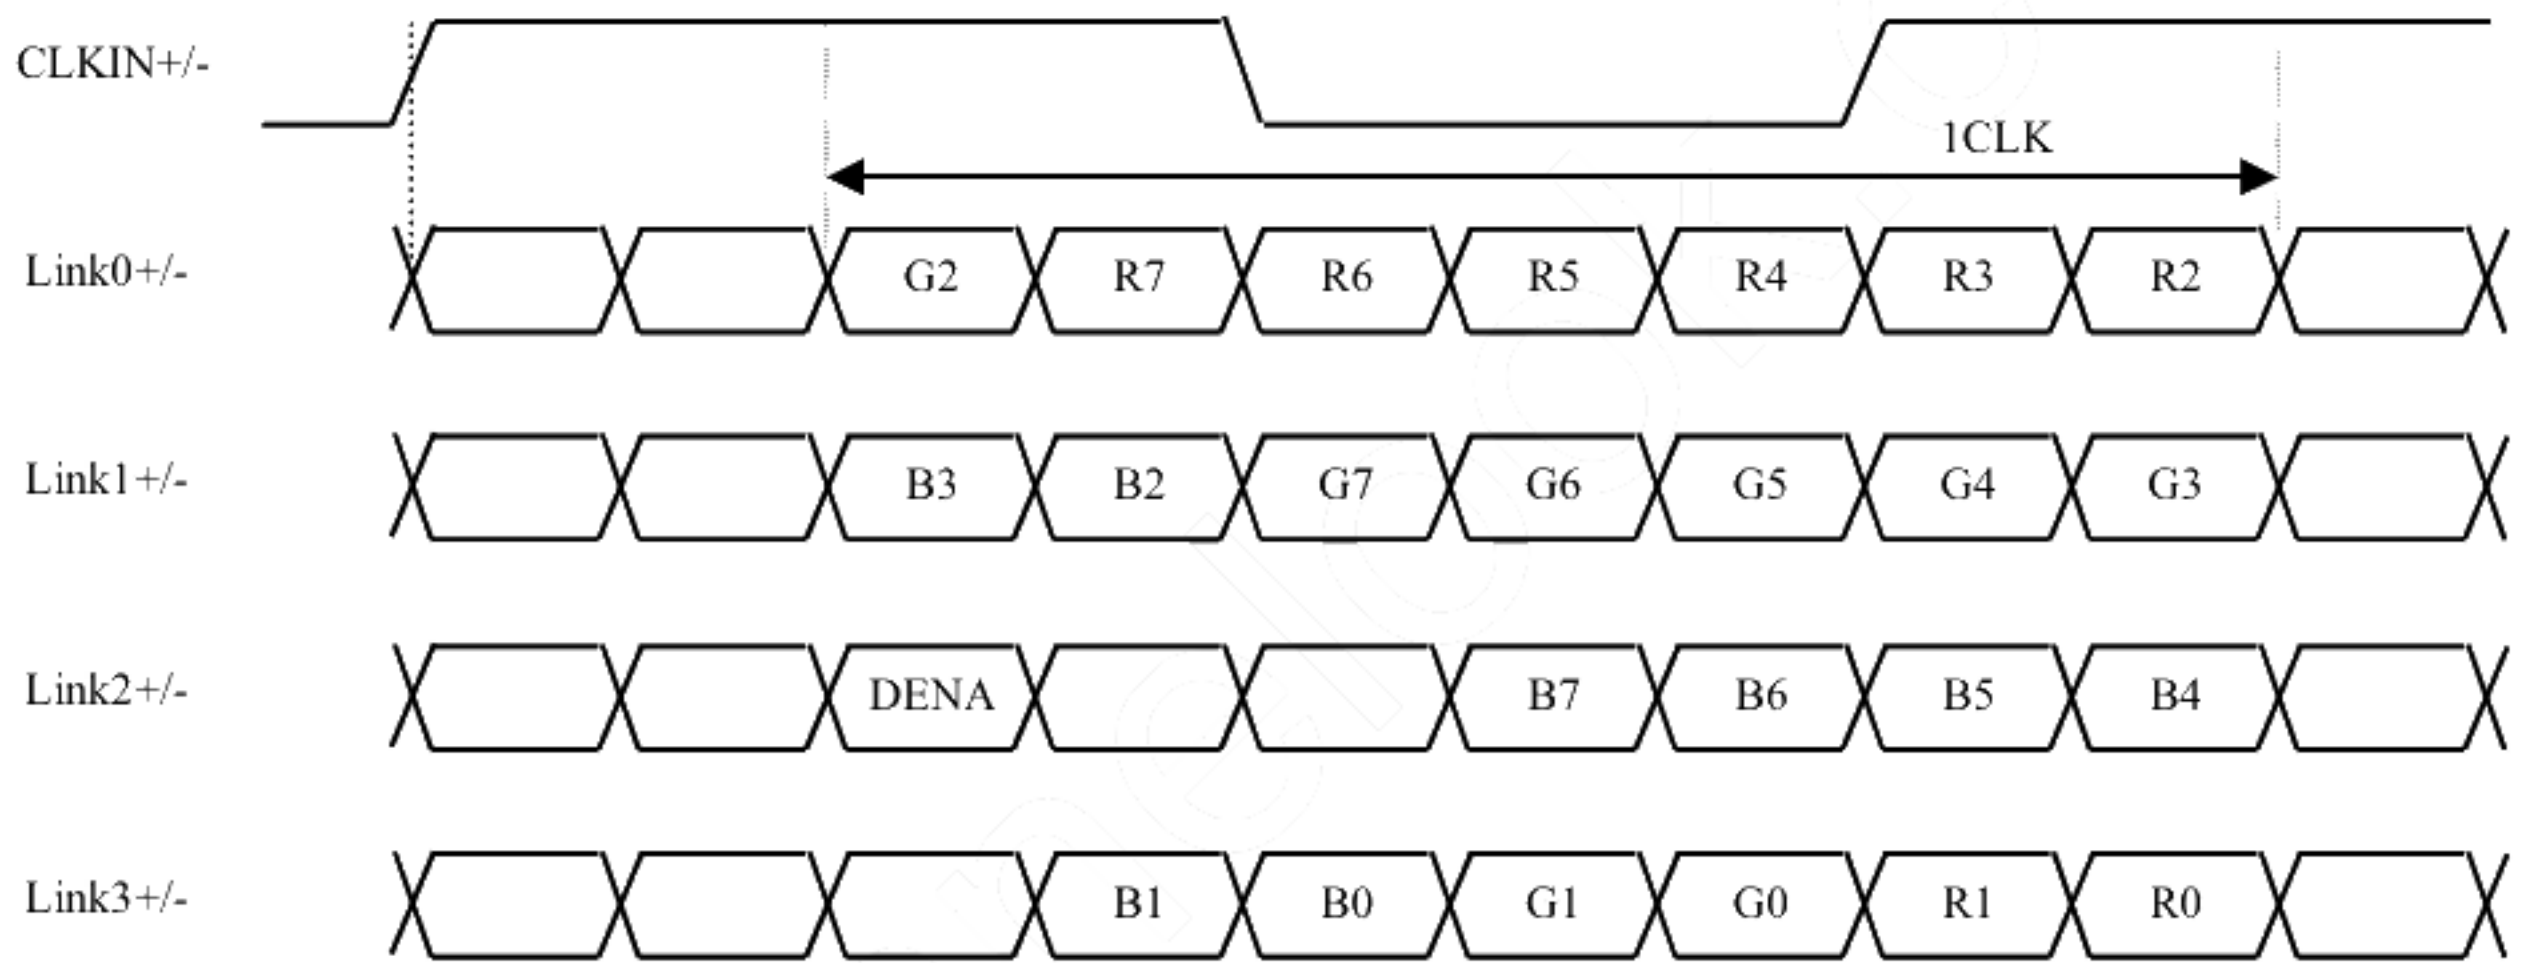 CLKIN+/-
1CLK
Link0+/- G2 R7 R6 R5 R4 R3 R2
Link1+/- B3 B2 G7 G6 G5 G4 G3
Link2+/- DENA B7 B6 B5 B4
Link3+/- B1 B0 G1 G0 R1 R0